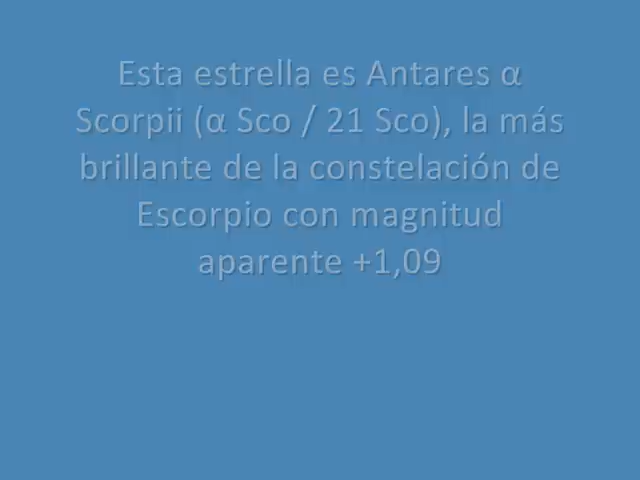 Esta estrella es Antares α
Scorpii (α Sco / 21 Sco), la más
brillante de la constelación de
Escorpio con magnitud
aparente +1,09